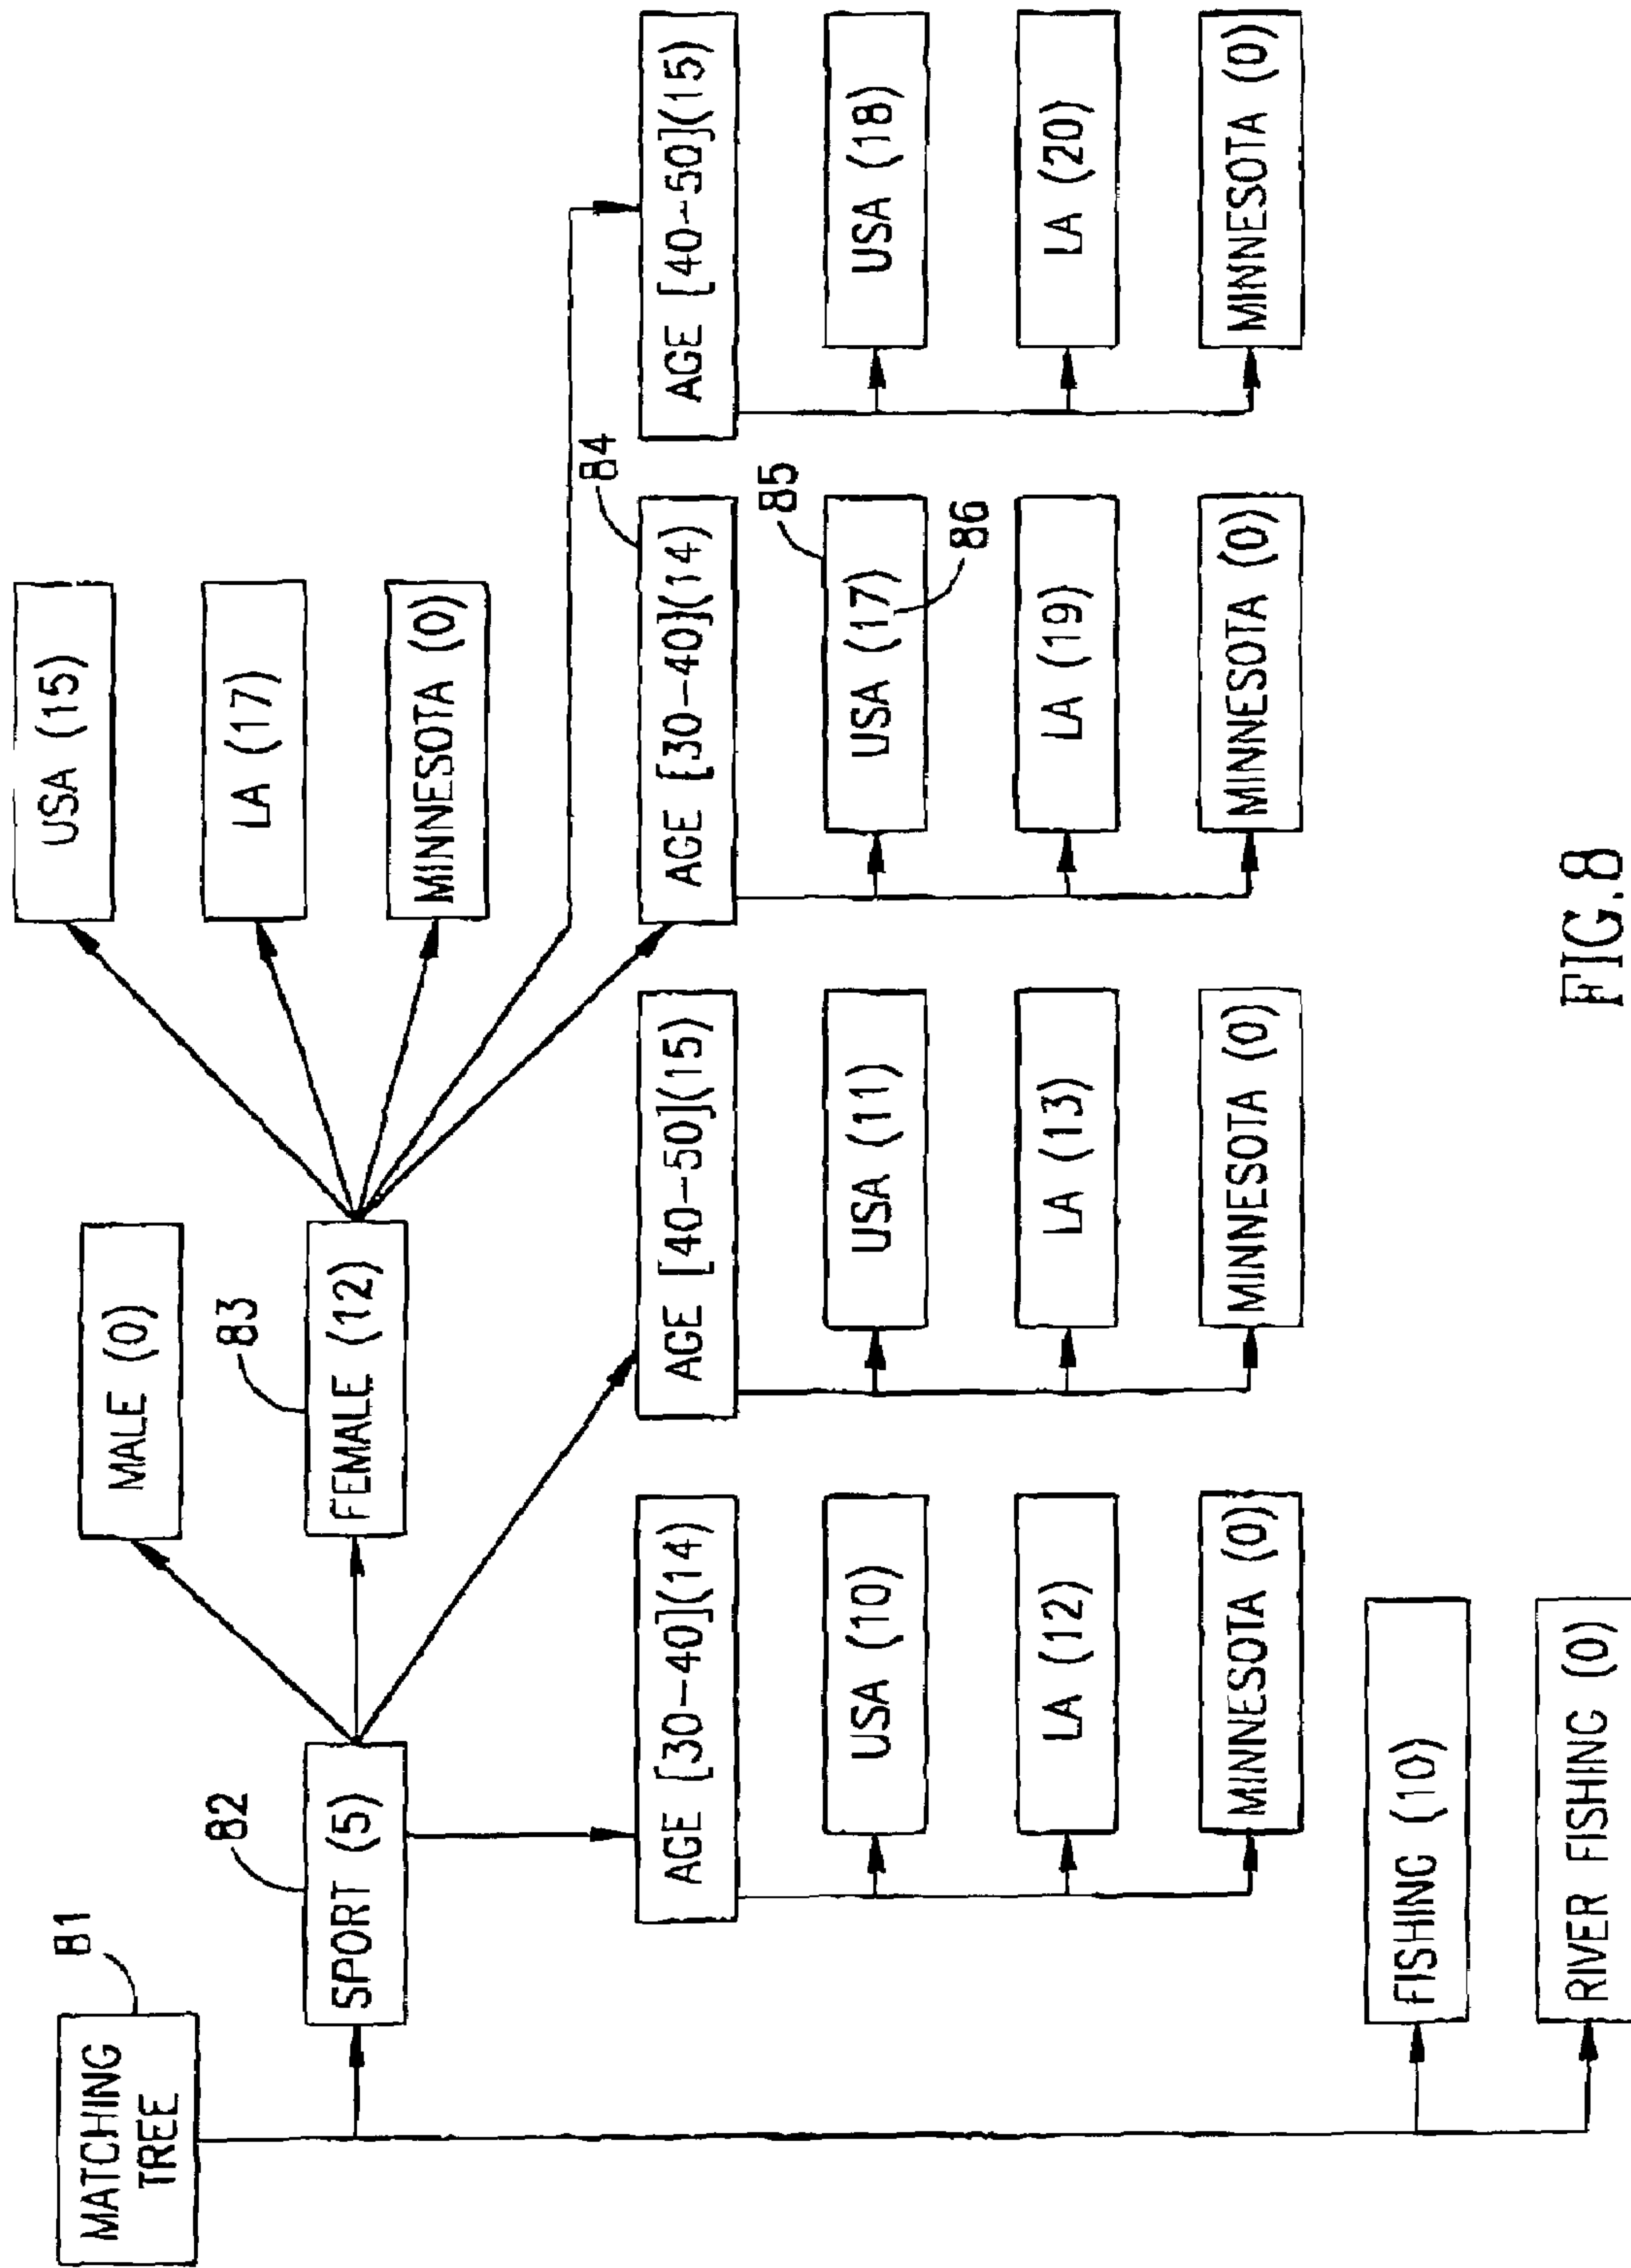 MATCHING
TREE
81
SPORT (5)
82
MALE (0)
FEMALE (12)
83
USA (15)
LA (17)
MINNESOTA (0)
AGE [30-40](14)
USA (10)
LA (12)
MINNESOTA (0)
AGE [40-50](15)
USA (11)
LA (13)
MINNESOTA (0)
AGE [30-40](14)
84
USA (17)
85
86
LA (19)
MINNESOTA (0)
AGE [40-50](15)
USA (18)
LA (20)
MINNESOTA (0)
FISHING (10)
RIVER FISHING (0)
FIG.8